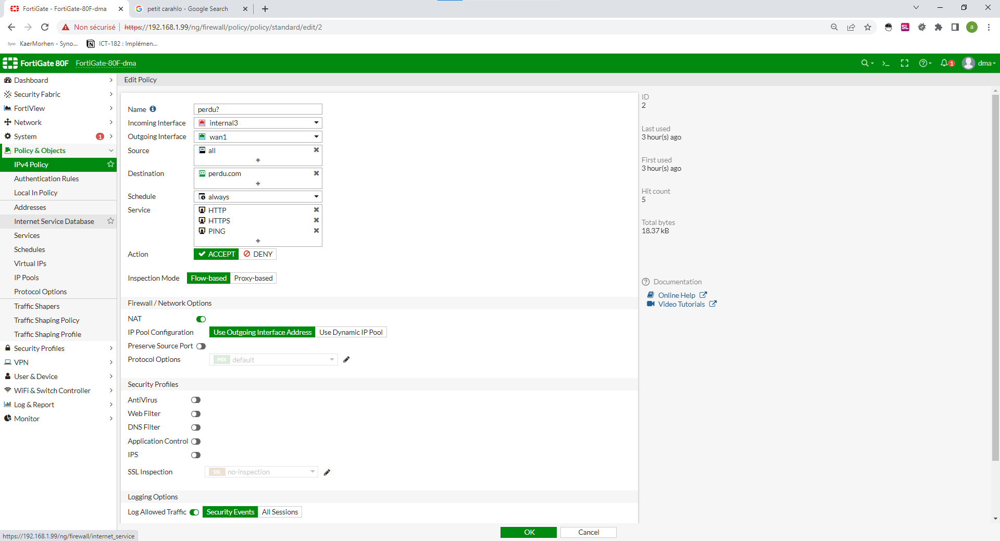 FortiGate - FortiGate-80F-dma
petit carahlo - Google Search
Non sécurisé https://192.168.1.99/ng/firewall/policy/policy/standard/edit/2
SL
a
Sync KaerMorhen - Syno...
ICT-182 : Implémen...
FortiGate 80F FortiGate-80F-dma
1
dma
Dashboard
Security Fabric
FortiView
Network
System 1
Policy & Objects
IPv4 Policy
Authentication Rules
Local In Policy
Addresses
Internet Service Database
Services
Schedules
Virtual IPs
IP Pools
Protocol Options
Traffic Shapers
Traffic Shaping Policy
Traffic Shaping Profile
Security Profiles
VPN
User & Device
WiFi & Switch Controller
Log & Report
Monitor
Edit Policy
Name perdu?
Incoming Interface internal3
Outgoing Interface wan1
Source all
+
Destination perdu.com
+
Schedule always
Service HTTP
HTTPS
PING
+
Action ACCEPT DENY
Inspection Mode Flow-based Proxy-based
Firewall / Network Options
NAT
IP Pool Configuration Use Outgoing Interface Address Use Dynamic IP Pool
Preserve Source Port
Protocol Options PRX default
Security Profiles
AntiVirus
Web Filter
DNS Filter
Application Control
IPS
SSL Inspection SSL no-inspection
Logging Options
Log Allowed Traffic Security Events All Sessions
OK Cancel
ID
2
Last used
3 hour(s) ago
First used
3 hour(s) ago
Hit count
5
Total bytes
18.37 kB
Documentation
Online Help
Video Tutorials
https://192.168.1.99/ng/firewall/internet_service